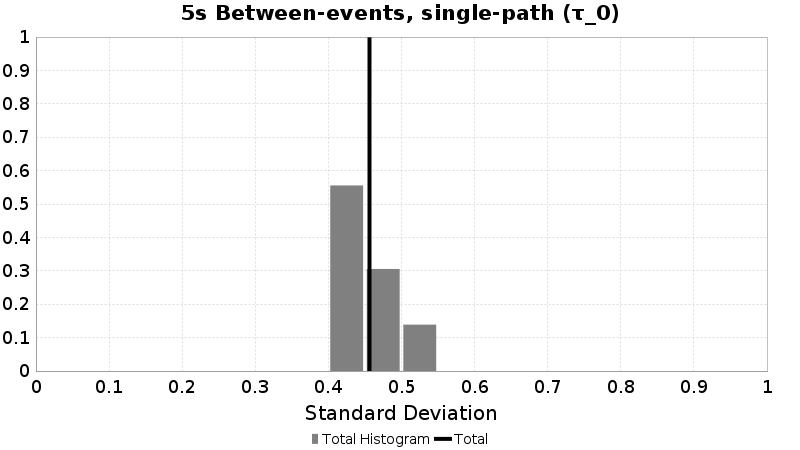 5s Between-events, single-path (τ_0)
1
0.9
0.8
0.7
0.6
0.5
0.4
0.3
0.2
0.1
0
0 0.1 0.2 0.3 0.4 0.5 0.6 0.7 0.8 0.9 1
Standard Deviation
Total Histogram Total